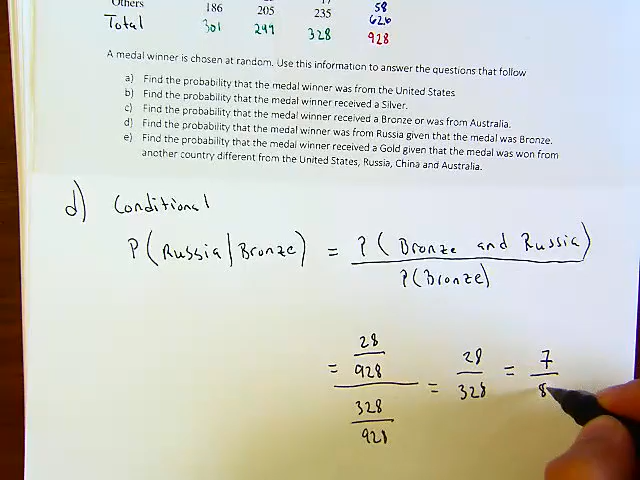 Others 186 205 235 626
58
Total 301 299 328 928
A medal winner is chosen at random. Use this information to answer the questions that follow
a) Find the probability that the medal winner was from the United States
b) Find the probability that the medal winner received a Silver.
c) Find the probability that the medal winner received a Bronze or was from Australia.
d) Find the probability that the medal winner was from Russia given that the medal was Bronze.
e) Find the probability that the medal winner received a Gold given that the medal was won from
another country different from the United States, Russia, China and Australia.
d) Conditional
P(Russia|Bronze) = P(Bronze and Russia)
P(Bronze)
= 28/928 / 328/928 = 28/328 = 7/8